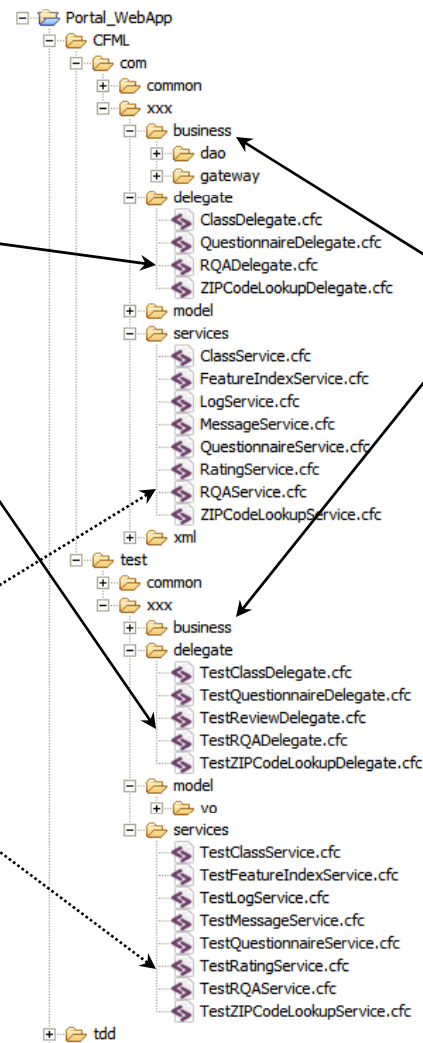 Portal_WebApp
CFML
com
common
xxx
business
dao
gateway
delegate
ClassDelegate.cfc
QuestionnaireDelegate.cfc
RQADelegate.cfc
ZIPCodeLookupDelegate.cfc
model
services
ClassService.cfc
FeatureIndexService.cfc
LogService.cfc
MessageService.cfc
QuestionnaireService.cfc
RatingService.cfc
RQAService.cfc
ZIPCodeLookupService.cfc
xml
test
common
xxx
business
delegate
TestClassDelegate.cfc
TestQuestionnaireDelegate.cfc
TestReviewDelegate.cfc
TestRQADelegate.cfc
TestZIPCodeLookupDelegate.cfc
model
vo
services
TestClassService.cfc
TestFeatureIndexService.cfc
TestLogService.cfc
TestMessageService.cfc
TestQuestionnaireService.cfc
TestRatingService.cfc
TestRQAService.cfc
TestZIPCodeLookupService.cfc
tdd